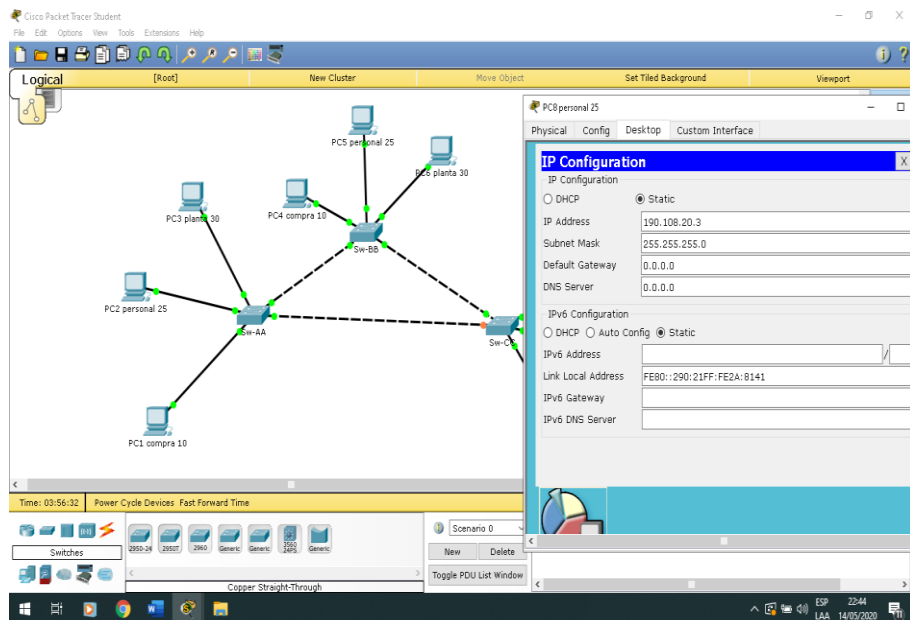 Cisco Packet Tracer Student
File Edit Options View Tools Extensions Help
Logical [Root] New Cluster Move Object Set Tiled Background Viewport
PC5 personal 25
PC6 planta 30
PC4 compra 10
PC3 planta 30
Sw-BB
PC2 personal 25
Sw-AA
PC1 compra 10
PC8 personal 25
Physical Config Desktop Custom Interface
IP Configuration X
IP Configuration
DHCP Static
IP Address 190.108.20.3
Subnet Mask 255.255.255.0
Default Gateway 0.0.0.0
DNS Server 0.0.0.0
IPv6 Configuration
DHCP Auto Config Static
IPv6 Address /
Link Local Address FE80::290:21FF:FE2A:8141
IPv6 Gateway
IPv6 DNS Server
Time: 03:56:32 Power Cycle Devices Fast Forward Time
Switches
2950-24 2950T 2960 Generic Generic 3560 24PS Generic
Copper Straight-Through
Scenario 0
New Delete
Toggle PDU List Window
ESP 22:44
LAA 14/05/2020